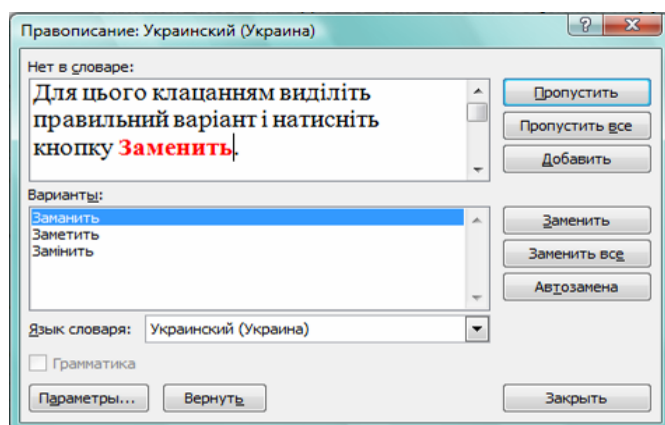 Правописание: Украинский (Украина)
Нет в словаре:
Для цього клацанням виділіть
правильний варіант і натисніть
кнопку Заменить.
Пропустить
Пропустить все
Добавить
Варианты:
Заманить
Заметить
Замінить
Заменить
Заменить все
Автозамена
Язык словаря: Украинский (Украина)
Грамматика
Параметры... Вернуть Закрыть